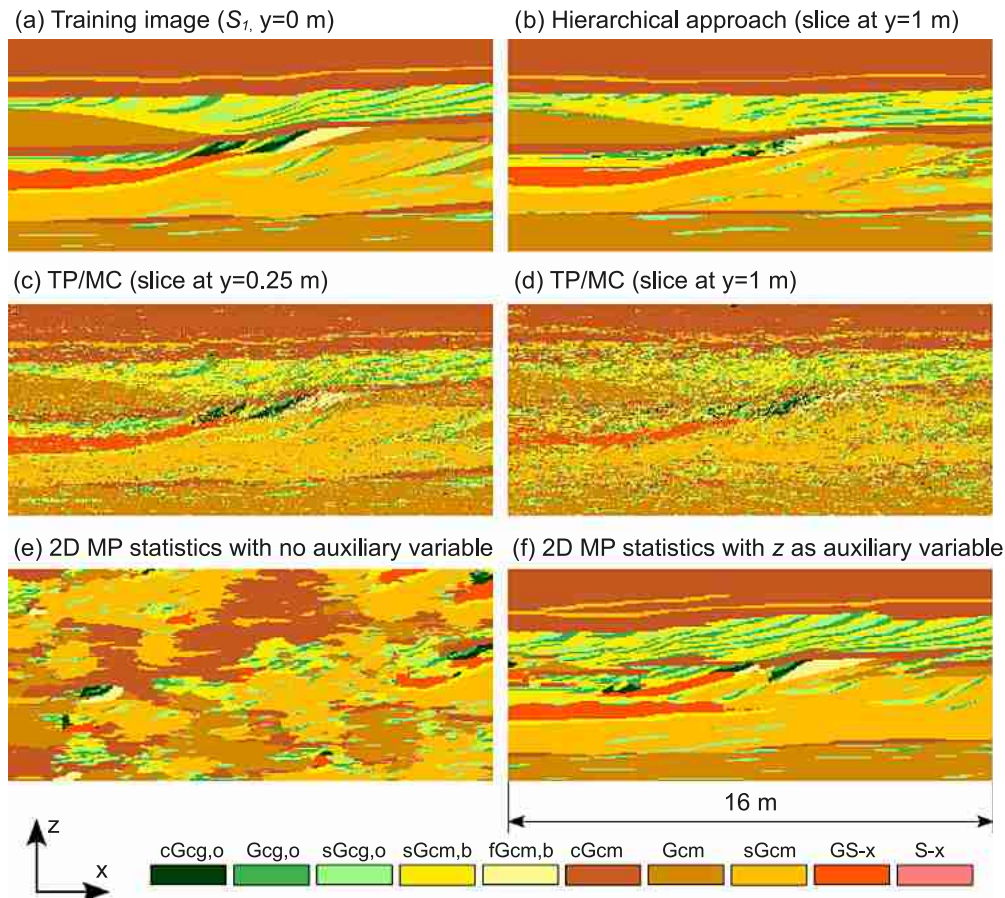 (a) Training image (S1, y=0 m)
(b) Hierarchical approach (slice at y=1 m)
(c) TP/MC (slice at y=0.25 m)
(d) TP/MC (slice at y=1 m)
(e) 2D MP statistics with no auxiliary variable
(f) 2D MP statistics with z as auxiliary variable
16 m
z
x
cGcg,o Gcg,o sGcg,o sGcm,b fGcm,b cGcm Gcm sGcm GS-x S-x